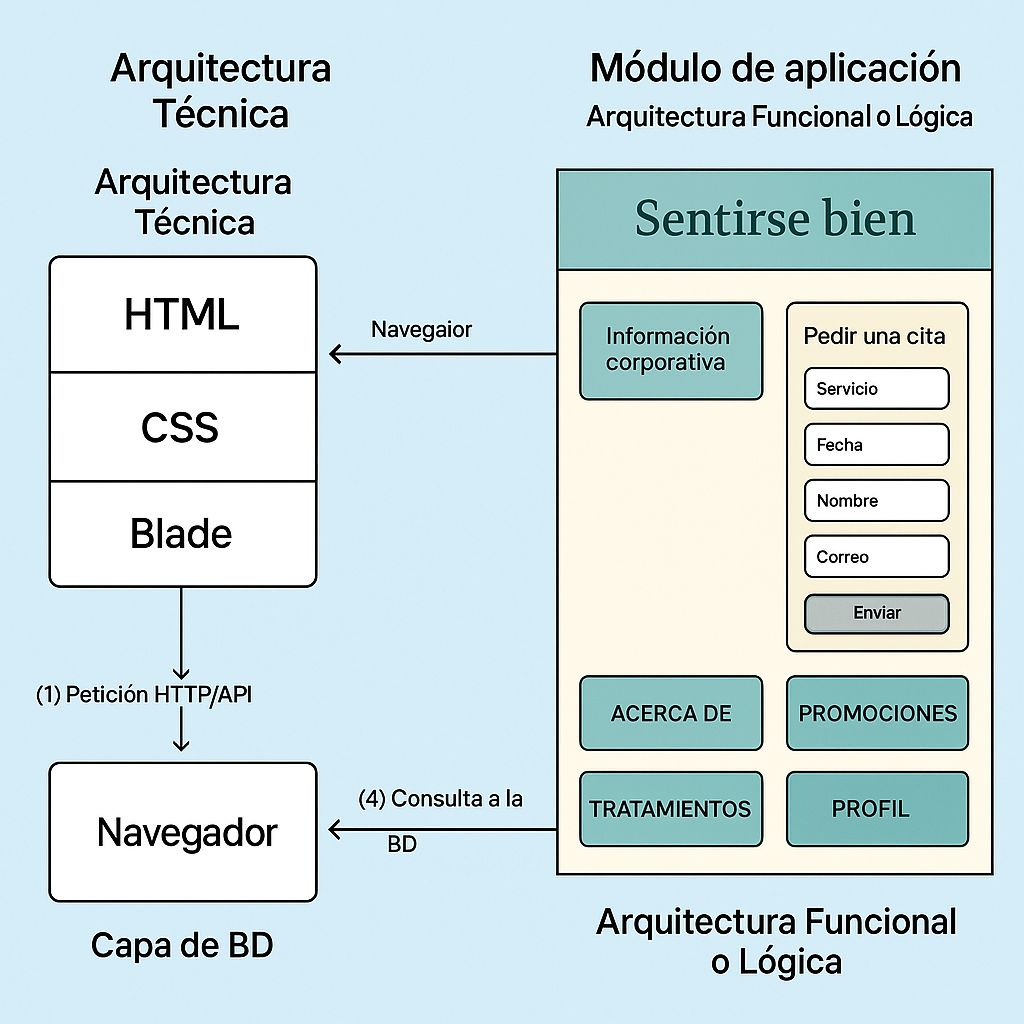 Arquitectura
Técnica
Arquitectura
Técnica
HTML
CSS
Blade
(1) Petición HTTP/API
Navegador
Capa de BD
Navegaior
(4) Consulta a la
BD
Módulo de aplicación
Arquitectura Funcional o Lógica
Sentirse bien
Información
corporativa
Pedir una cita
Servicio
Fecha
Nombre
Correo
Enviar
ACERCA DE
PROMOCIONES
TRATAMIENTOS
PROFIL
Arquitectura Funcional
o Lógica